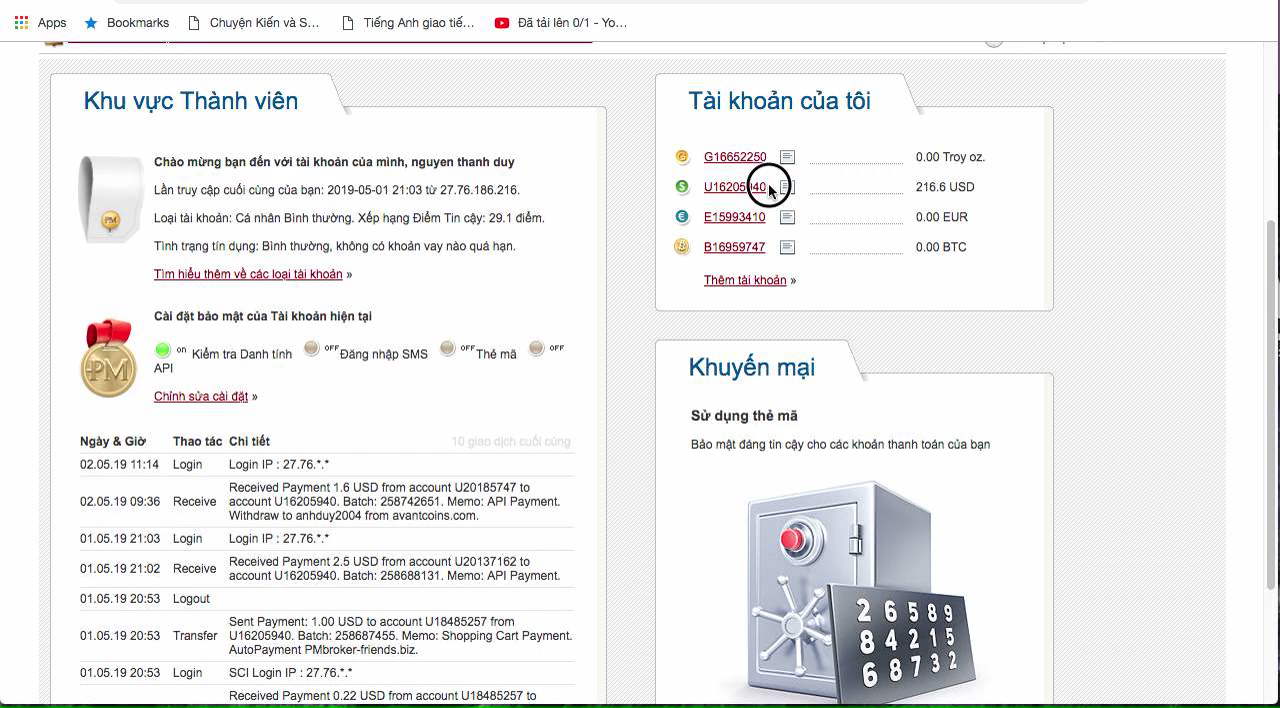 Apps
Bookmarks
Chuyện Kiến và S...
Tiếng Anh giao tiế...
Đã tải lên 0/1 - Yo...
Khu vực Thành viên
Chào mừng bạn đến với tài khoản của mình, nguyen thanh duy
Lần truy cập cuối cùng của bạn: 2019-05-01 21:03 từ 27.76.186.216.
Loại tài khoản: Cá nhân Bình thường. Xếp hạng Điểm Tin cậy: 29.1 điểm.
Tình trạng tín dụng: Bình thường, không có khoản vay nào quá hạn.
Tìm hiểu thêm về các loại tài khoản »
PM
Cài đặt bảo mật của Tài khoản hiện tại
on Kiểm tra Danh tính OFF Đăng nhập SMS OFF Thẻ mã OFF
API
PM
Chỉnh sửa cài đặt »
Ngày & Giờ Thao tác Chi tiết 10 giao dịch cuối cùng
02.05.19 11:14 Login Login IP : 27.76.*.*
Received Payment 1.6 USD from account U20185747 to
02.05.19 09:36 Receive account U16205940. Batch: 258742651. Memo: API Payment.
Withdraw to anhduy2004 from avantcoins.com.
01.05.19 21:03 Login Login IP : 27.76.*.*
01.05.19 21:02 Receive Received Payment 2.5 USD from account U20137162 to
account U16205940. Batch: 258688131. Memo: API Payment.
01.05.19 20:53 Logout
Sent Payment: 1.00 USD to account U18485257 from
01.05.19 20:53 Transfer U16205940. Batch: 258687455. Memo: Shopping Cart Payment.
AutoPayment PMbroker-friends.biz.
01.05.19 20:53 Login SCI Login IP : 27.76.*.*
Received Payment 0.22 USD from account U18485257 to
Tài khoản của tôi
G16652250 0.00 Troy oz.
U16205940 216.6 USD
E15993410 0.00 EUR
B16959747 0.00 BTC
Thêm tài khoản »
Khuyến mại
Sử dụng thẻ mã
Bảo mật đáng tin cậy cho các khoản thanh toán của bạn
2 6 5 8 9
8 4 2 1 5
6 8 7 3 2